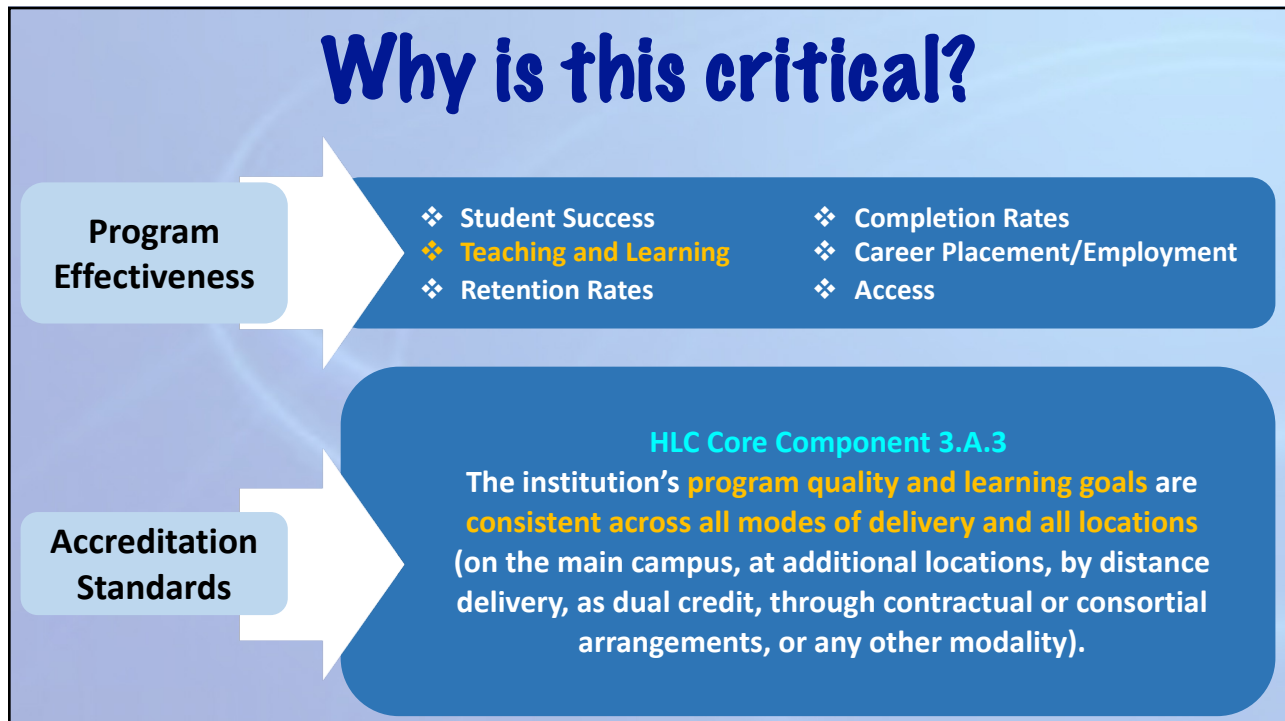 Why is this critical?
Program
Effectiveness
❖ Student Success
❖ Teaching and Learning
❖ Retention Rates
❖ Completion Rates
❖ Career Placement/Employment
❖ Access
Accreditation
Standards
HLC Core Component 3.A.3
The institution’s program quality and learning goals are
consistent across all modes of delivery and all locations
(on the main campus, at additional locations, by distance
delivery, as dual credit, through contractual or consortial
arrangements, or any other modality).